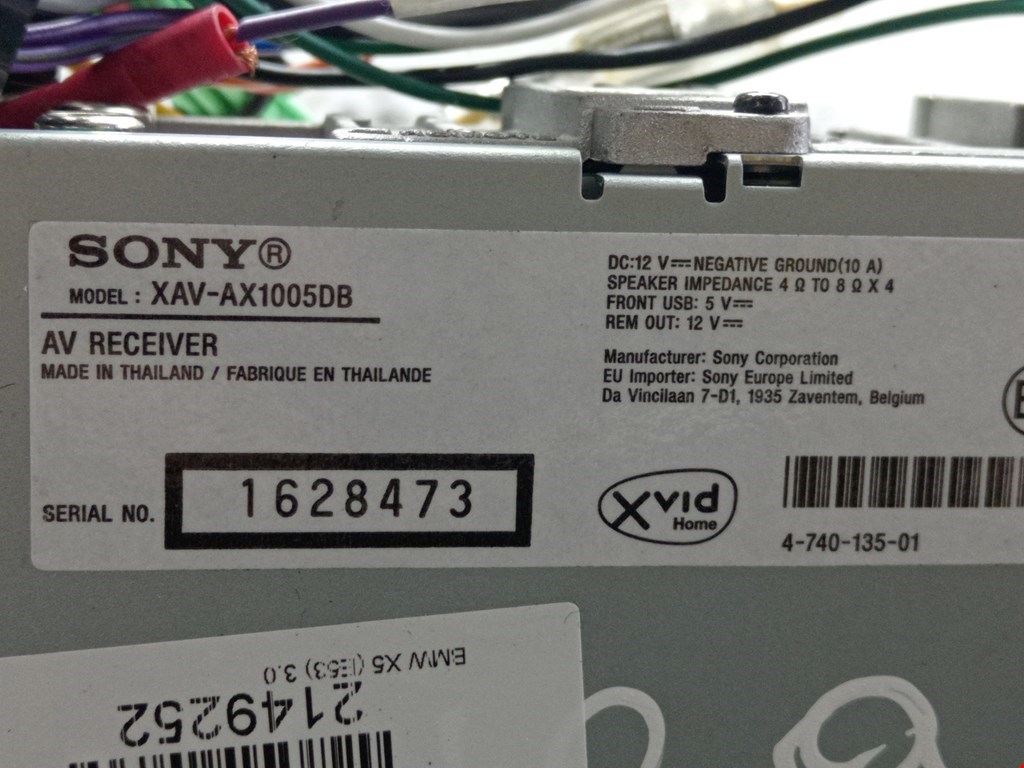 SONY®
MODEL : XAV-AX1005DB
AV RECEIVER
MADE IN THAILAND / FABRIQUE EN THAILANDE
SERIAL NO. 1628473
DC:12 V⎓NEGATIVE GROUND(10 A)
SPEAKER IMPEDANCE 4 Ω TO 8 Ω X 4
FRONT USB: 5 V⎓
REM OUT: 12 V⎓
Manufacturer: Sony Corporation
EU Importer: Sony Europe Limited
Da Vincilaan 7-D1, 1935 Zaventem, Belgium
Xvid
Home
4-740-135-01
BMW X5 (E53) 3.0
2149252